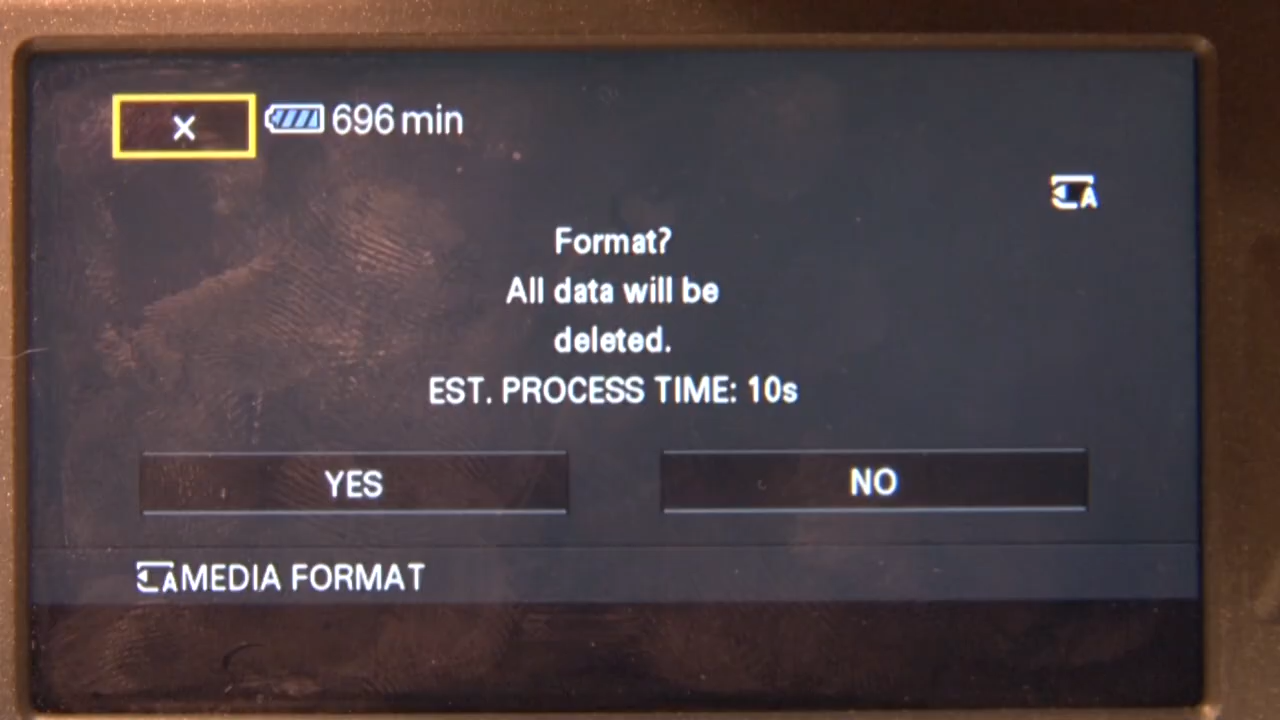 × 696 min
A
Format?
All data will be
deleted.
EST. PROCESS TIME: 10s
YES NO
A MEDIA FORMAT